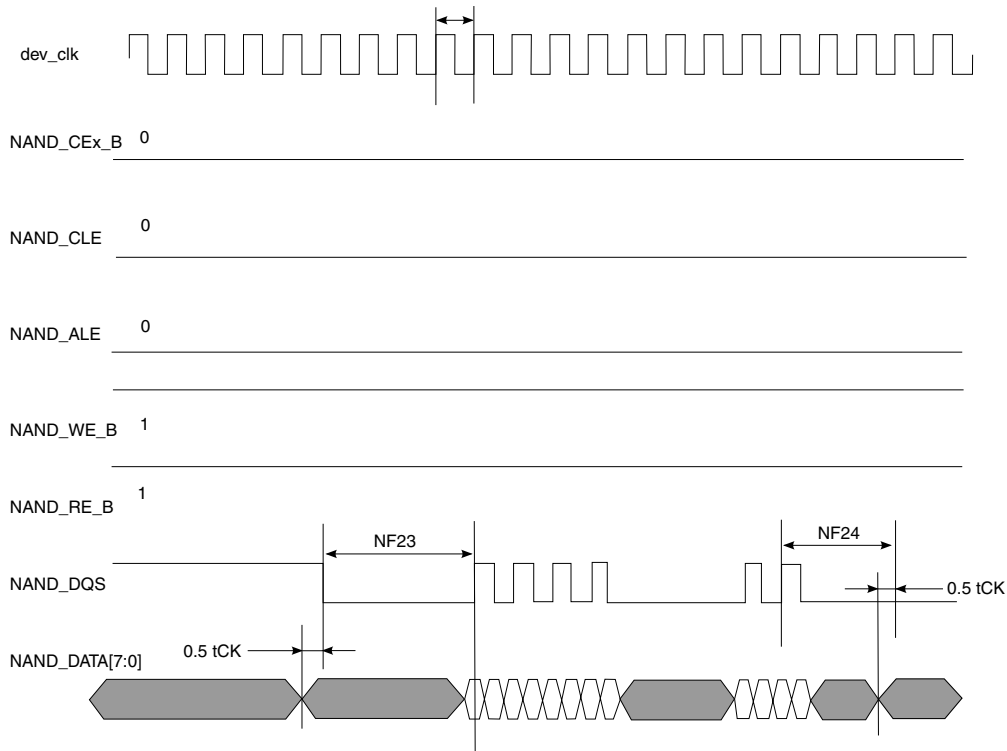 dev_clk
NAND_CEx_B 0
NAND_CLE 0
NAND_ALE 0
NAND_WE_B 1
NAND_RE_B 1
NF23
NF24
NAND_DQS
0.5 tCK
0.5 tCK
NAND_DATA[7:0]